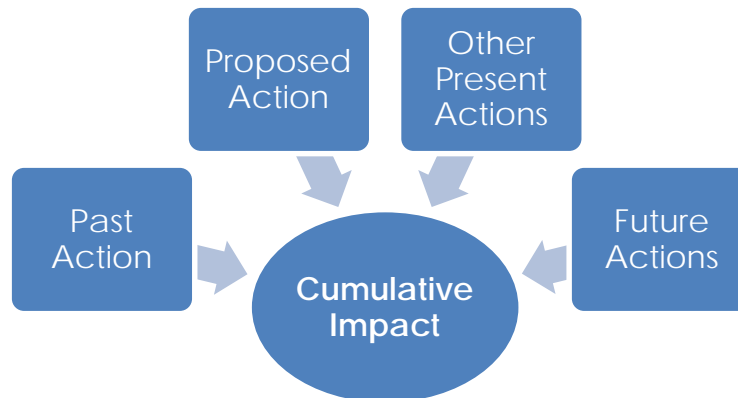 Proposed
Action
Other
Present
Actions
Past
Action
Future
Actions
Cumulative
Impact